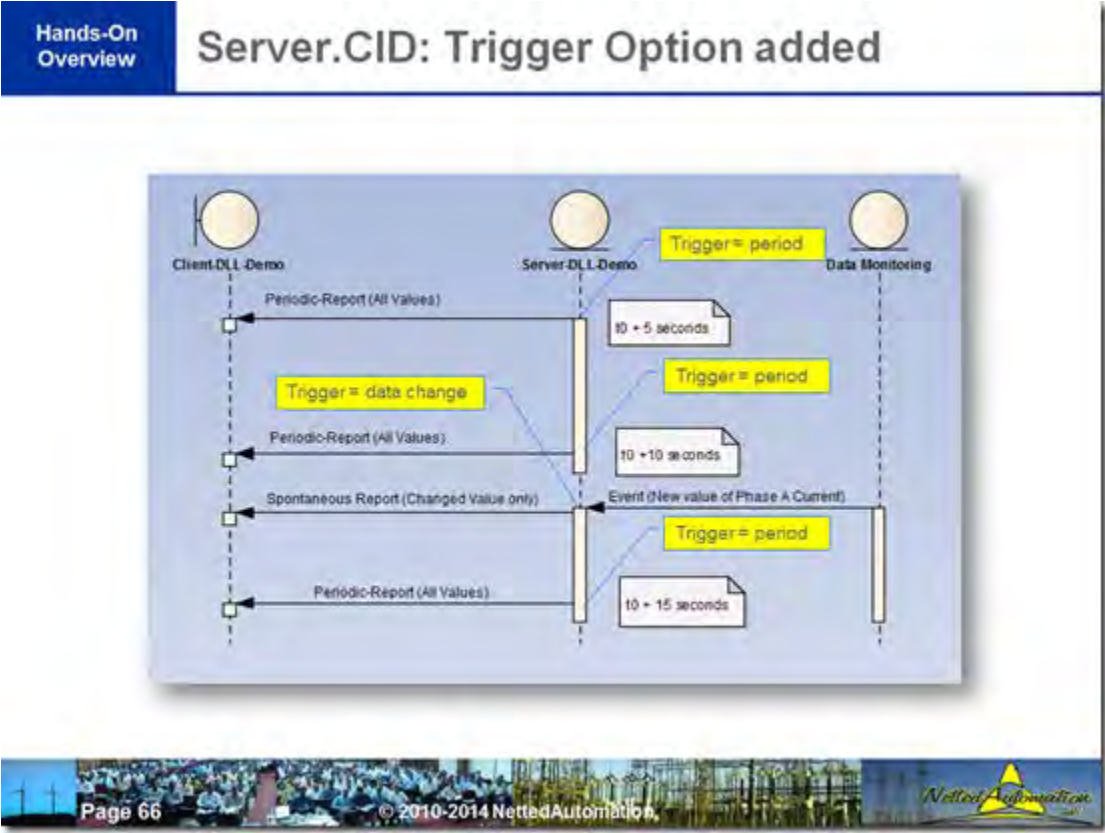 Hands-On
Overview
Server.CID: Trigger Option added
Trigger= period
Client-DLL-Demo
Server-DLL-Demo
Data Monitoring
Periodic-Report (All Values)
t0 + 5 seconds
Trigger= period
Trigger= data change
Periodic-Report (All Values)
t0 +10 seconds
Spontaneous Report (Changed Value only)
Event (New value of Phase A Current)
Trigger= period
Periodic-Report (All Values)
t0 + 15 seconds
Page 66
© 2010-2014 NettedAutomation,
NettedAutomation